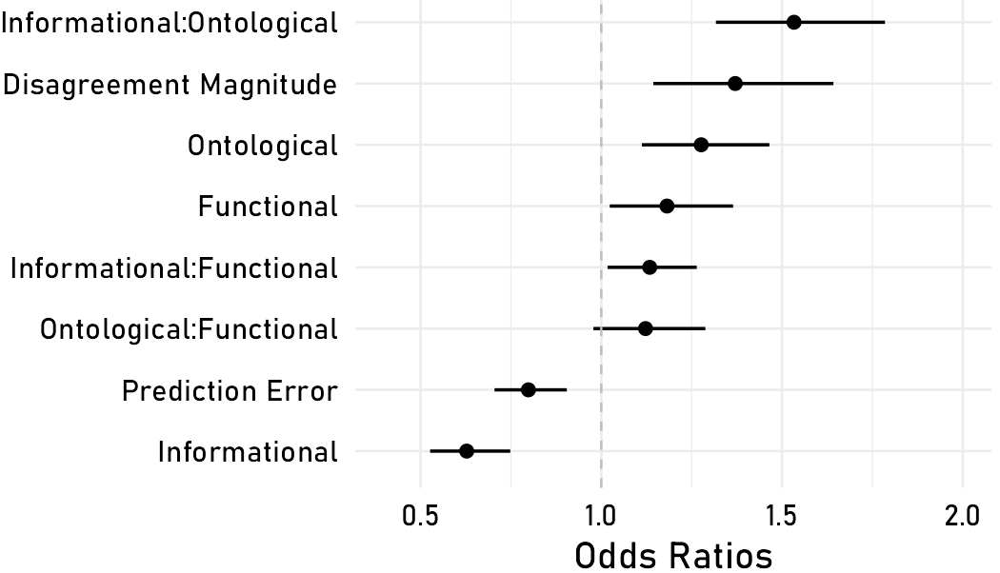 Informational:Ontological
Disagreement Magnitude
Ontological
Functional
Informational:Functional
Ontological:Functional
Prediction Error
Informational
0.5 1.0 1.5 2.0
Odds Ratios